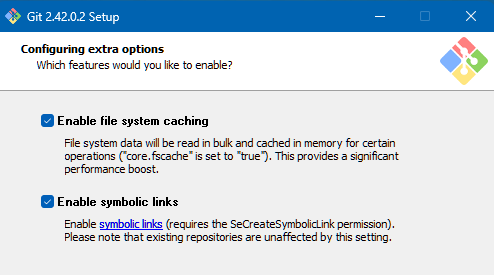 Git 2.42.0.2 Setup
Configuring extra options
Which features would you like to enable?
Enable file system caching
File system data will be read in bulk and cached in memory for certain
operations ("core.fscache" is set to "true"). This provides a significant
performance boost.
Enable symbolic links
Enable symbolic links (requires the SeCreateSymbolicLink permission).
Please note that existing repositories are unaffected by this setting.